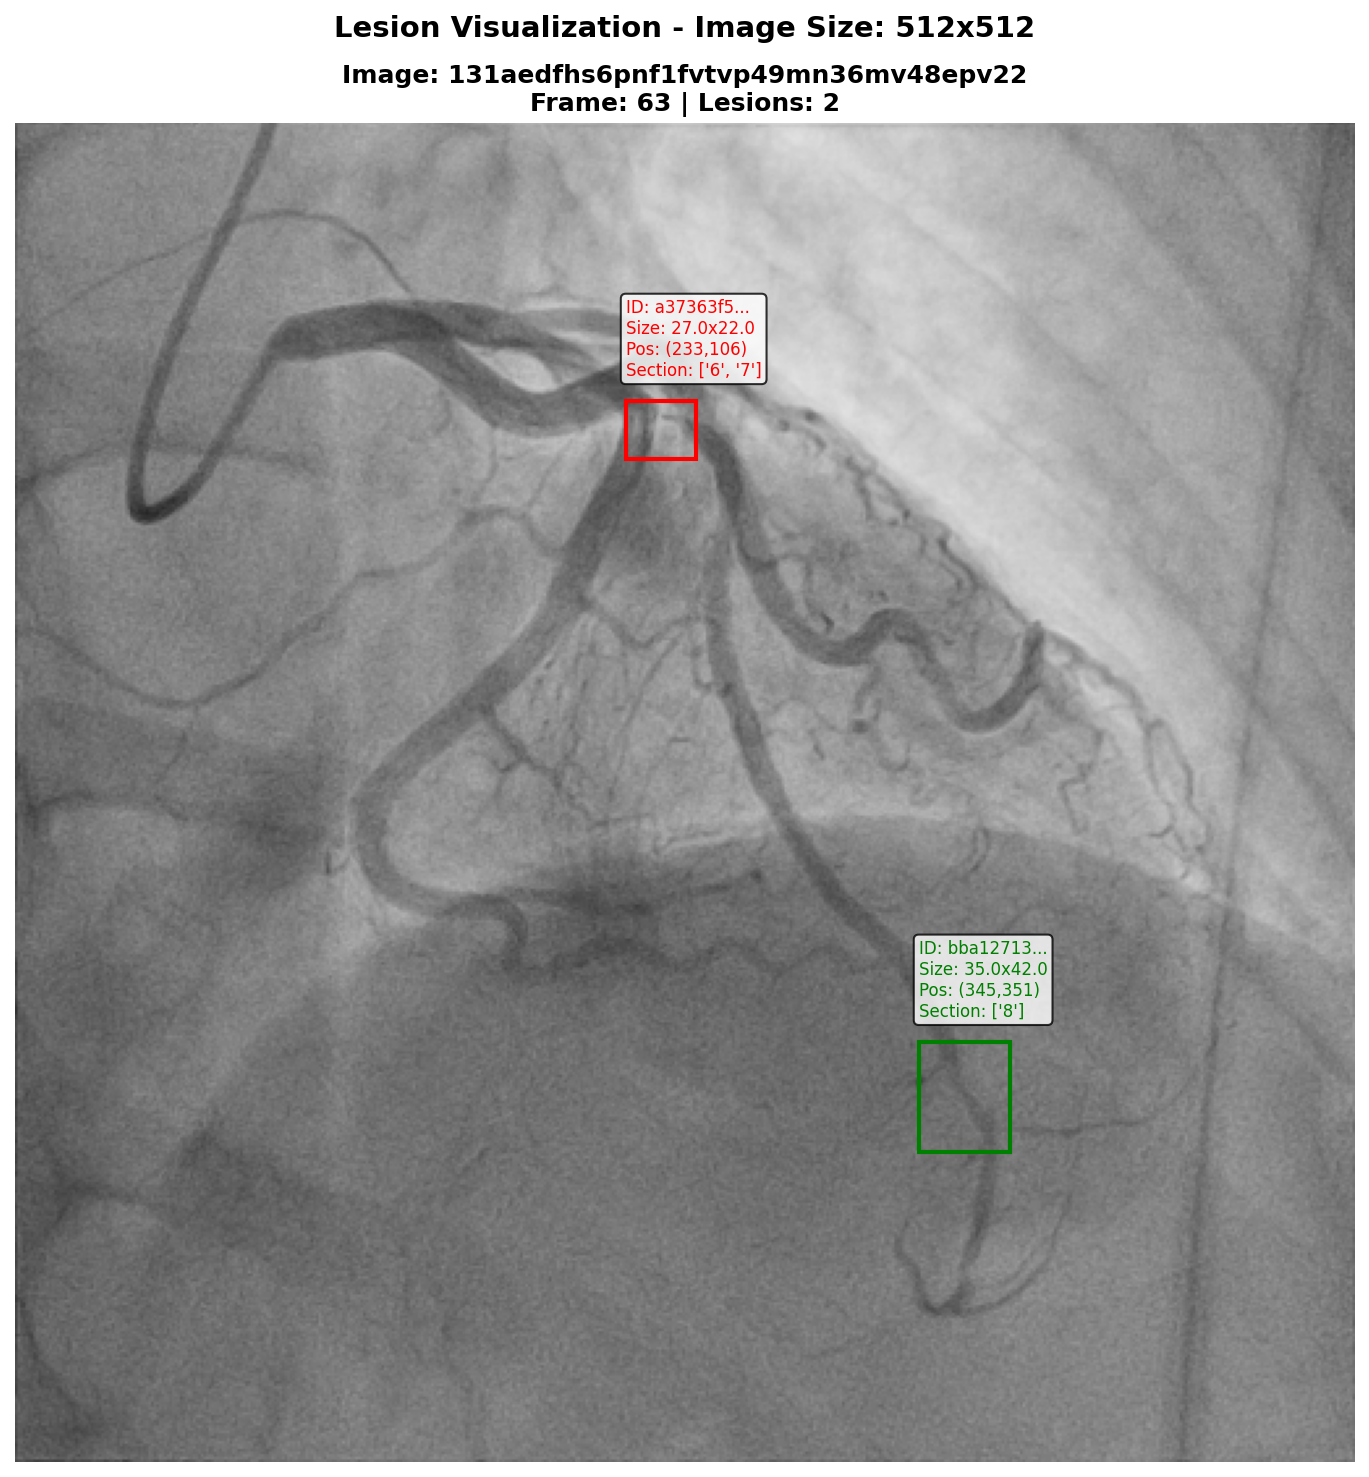 Lesion Visualization - Image Size: 512x512
Image: 131aedfhs6pnf1fvtvp49mn36mv48epv22
Frame: 63 | Lesions: 2
ID: a37363f5...
Size: 27.0x22.0
Pos: (233,106)
Section: ['6', '7']
ID: bba12713...
Size: 35.0x42.0
Pos: (345,351)
Section: ['8']